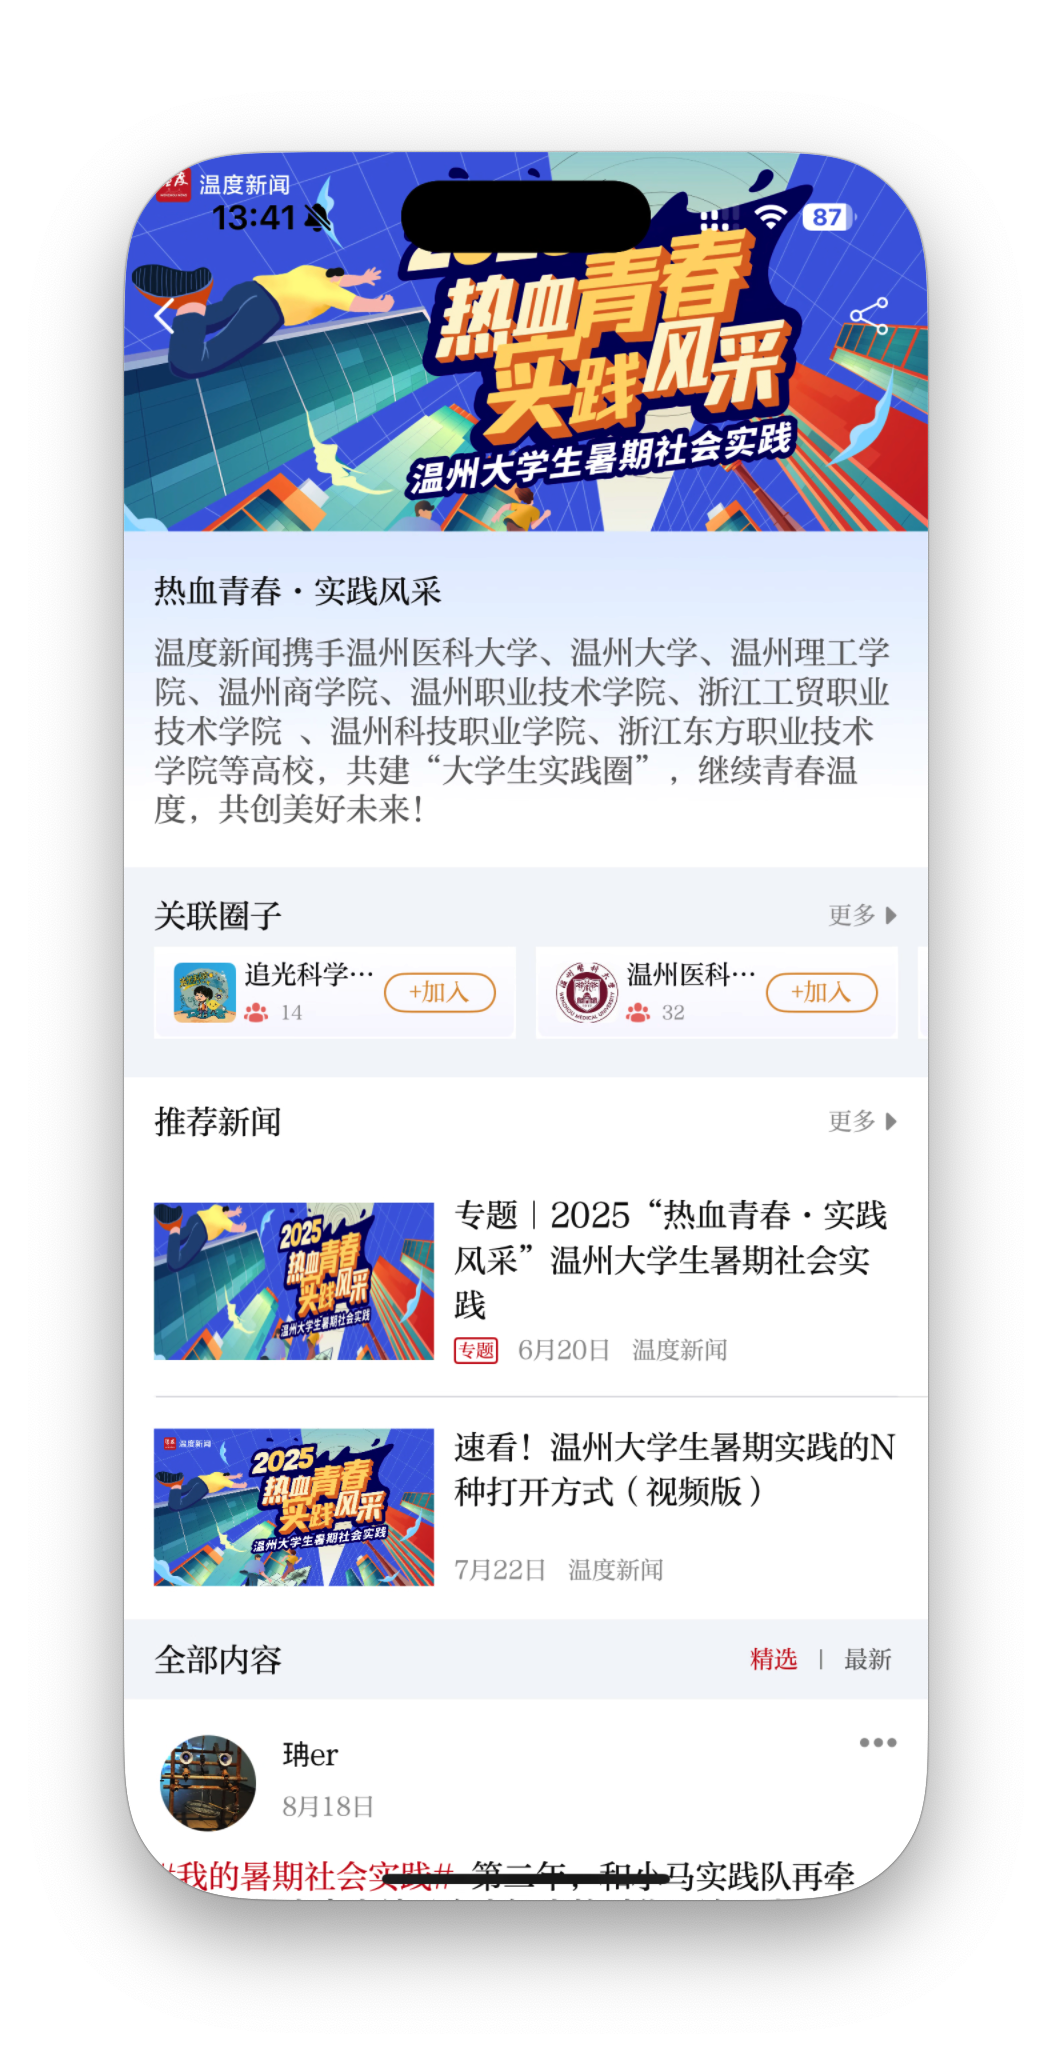 温度新闻
13:41
87
热血青春
实践风采
温州大学生暑期社会实践
热血青春·实践风采
温度新闻携手温州医科大学、温州大学、温州理工学
院、温州商学院、温州职业技术学院、浙江工贸职业
技术学院 、温州科技职业学院、浙江东方职业技术
学院等高校，共建“大学生实践圈”，继续青春温
度，共创美好未来！
关联圈子
更多
追光科学…
14
+加入
温州医科…
32
+加入
推荐新闻
更多
2025
热血青春
实践风采
温州大学生暑期社会实践
专题｜2025“热血青春·实践
风采”温州大学生暑期社会实
践
专题 6月20日 温度新闻
温度新闻
2025
热血青春
实践风采
温州大学生暑期社会实践
速看！温州大学生暑期实践的N
种打开方式（视频版）
7月22日 温度新闻
全部内容
精选 | 最新
珃er
8月18日
#我的暑期社会实践# 第二年，和小马实践队再牵